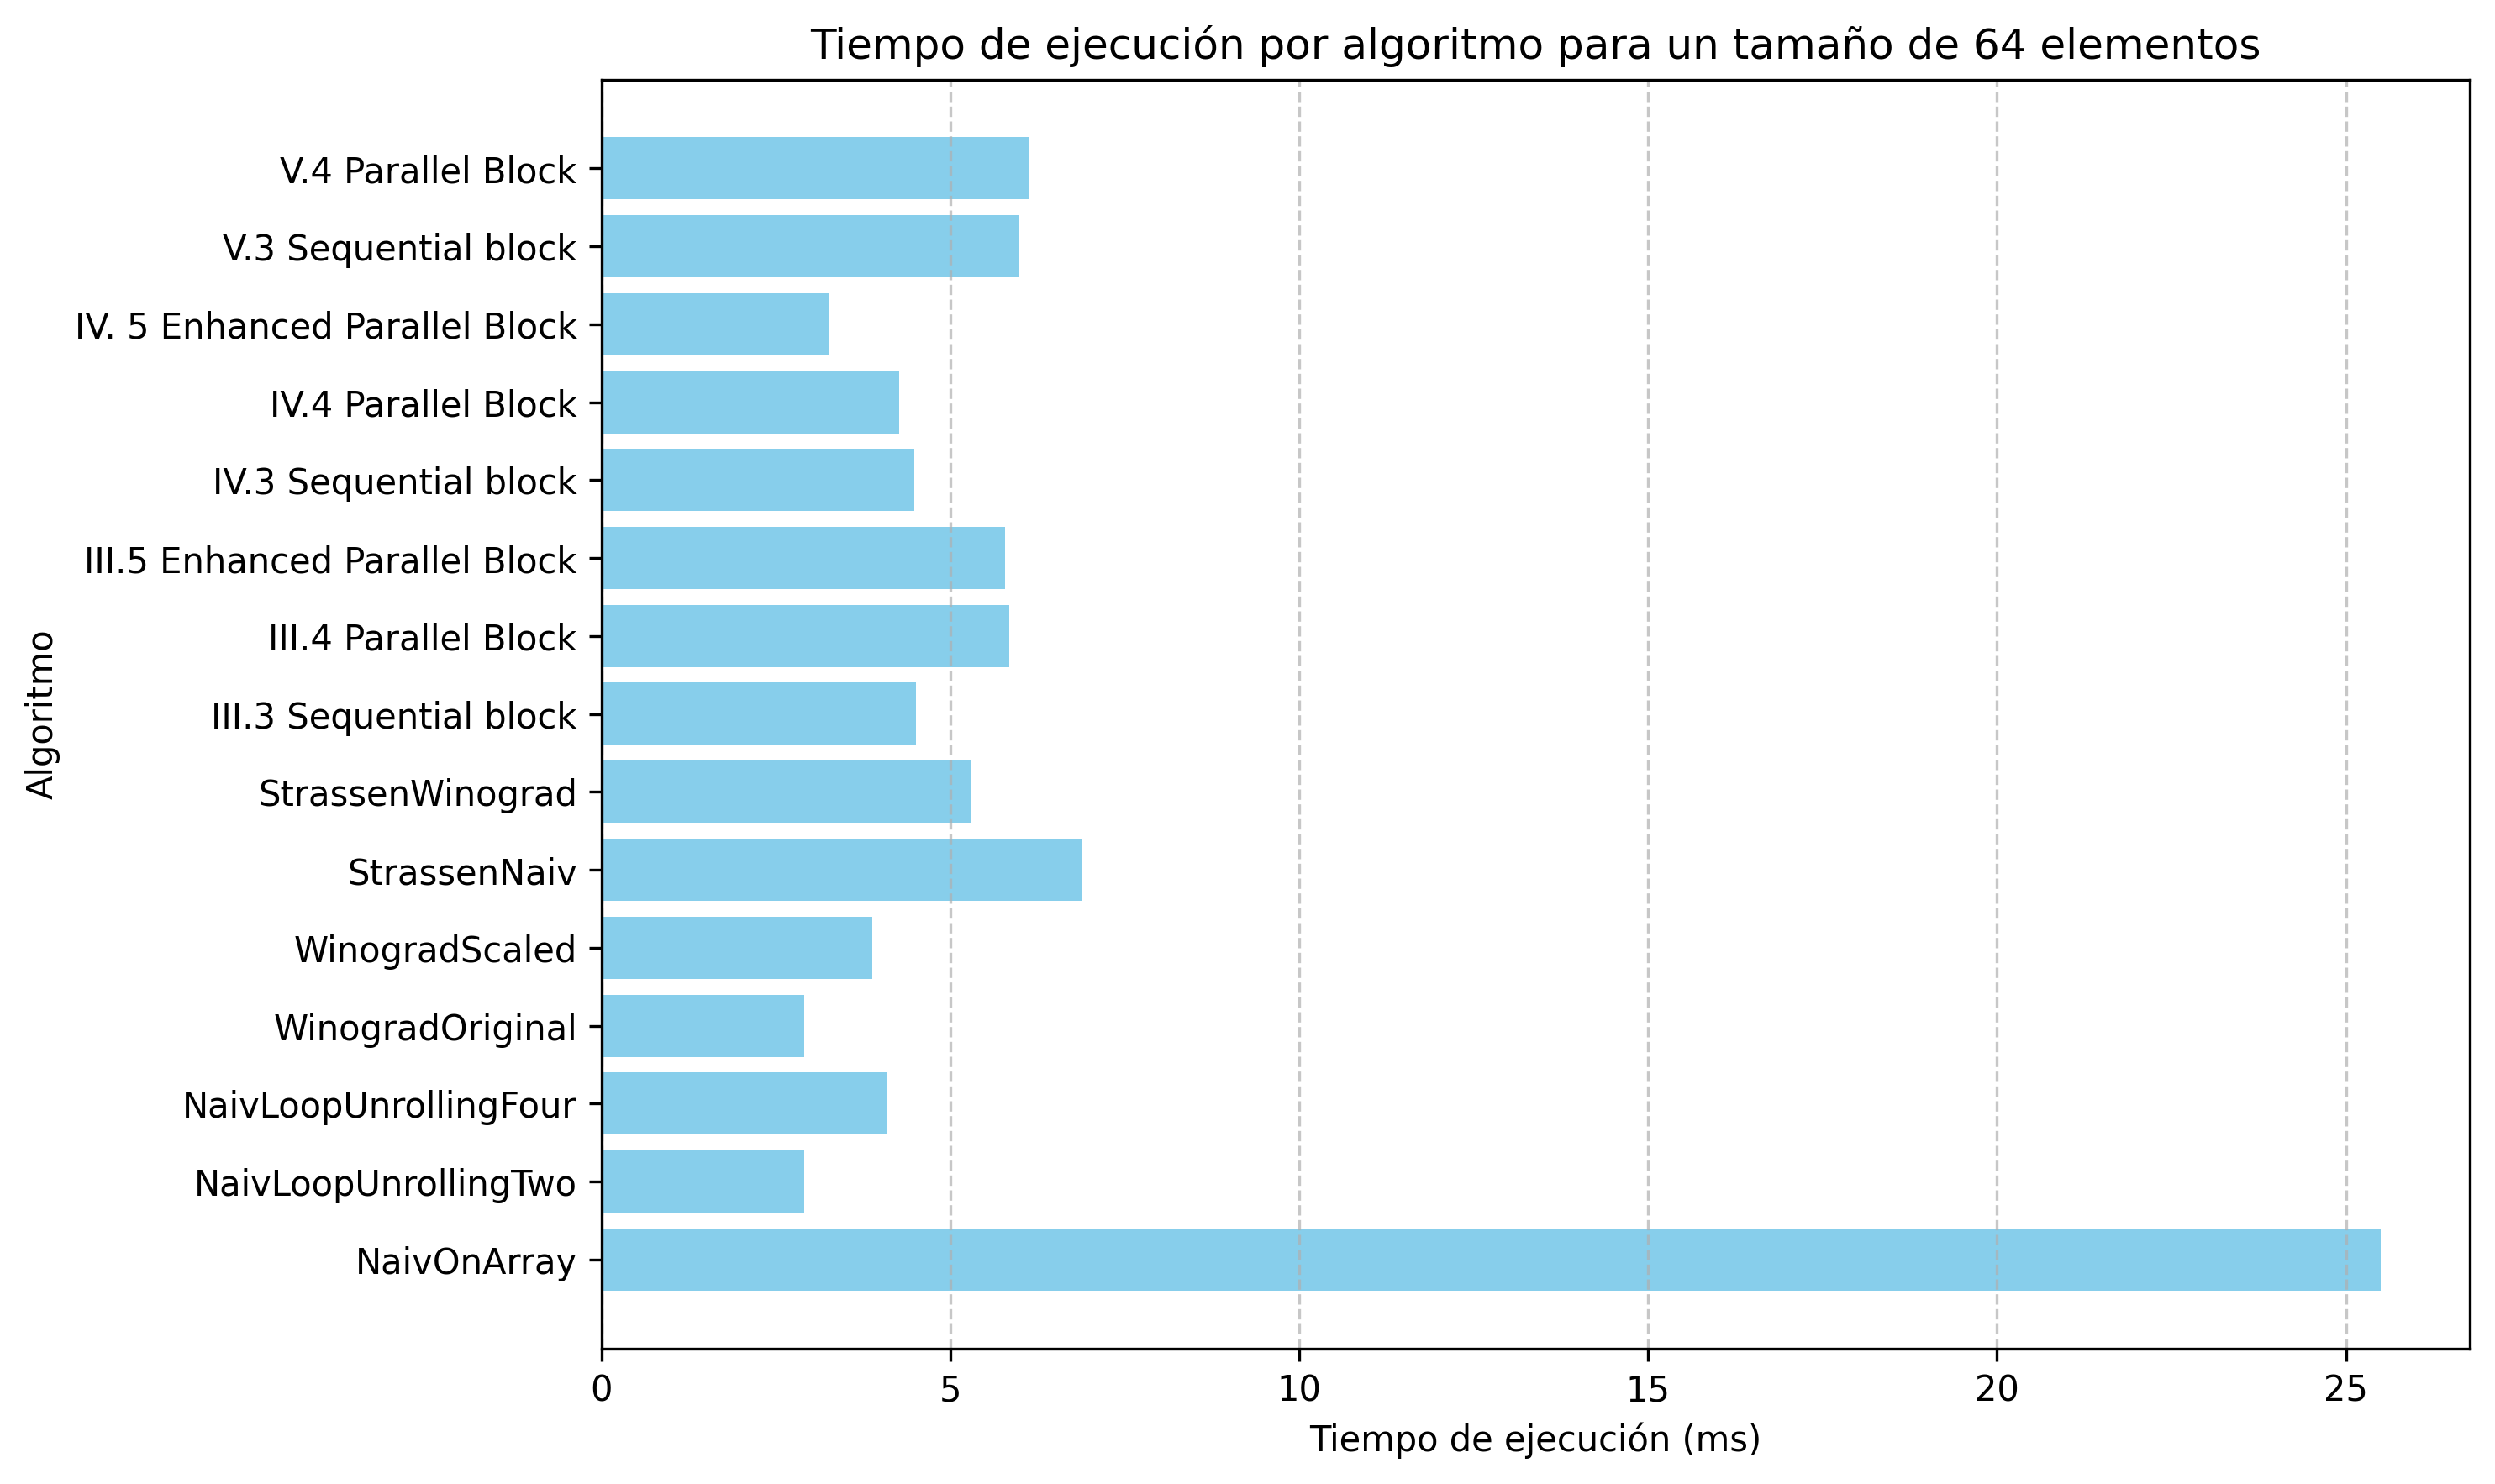 Tiempo de ejecución por algoritmo para un tamaño de 64 elementos
V.4 Parallel Block
V.3 Sequential block
IV. 5 Enhanced Parallel Block
IV.4 Parallel Block
IV.3 Sequential block
III.5 Enhanced Parallel Block
III.4 Parallel Block
III.3 Sequential block
StrassenWinograd
StrassenNaiv
WinogradScaled
WinogradOriginal
NaivLoopUnrollingFour
NaivLoopUnrollingTwo
NaivOnArray
Algoritmo
0 5 10 15 20 25
Tiempo de ejecución (ms)